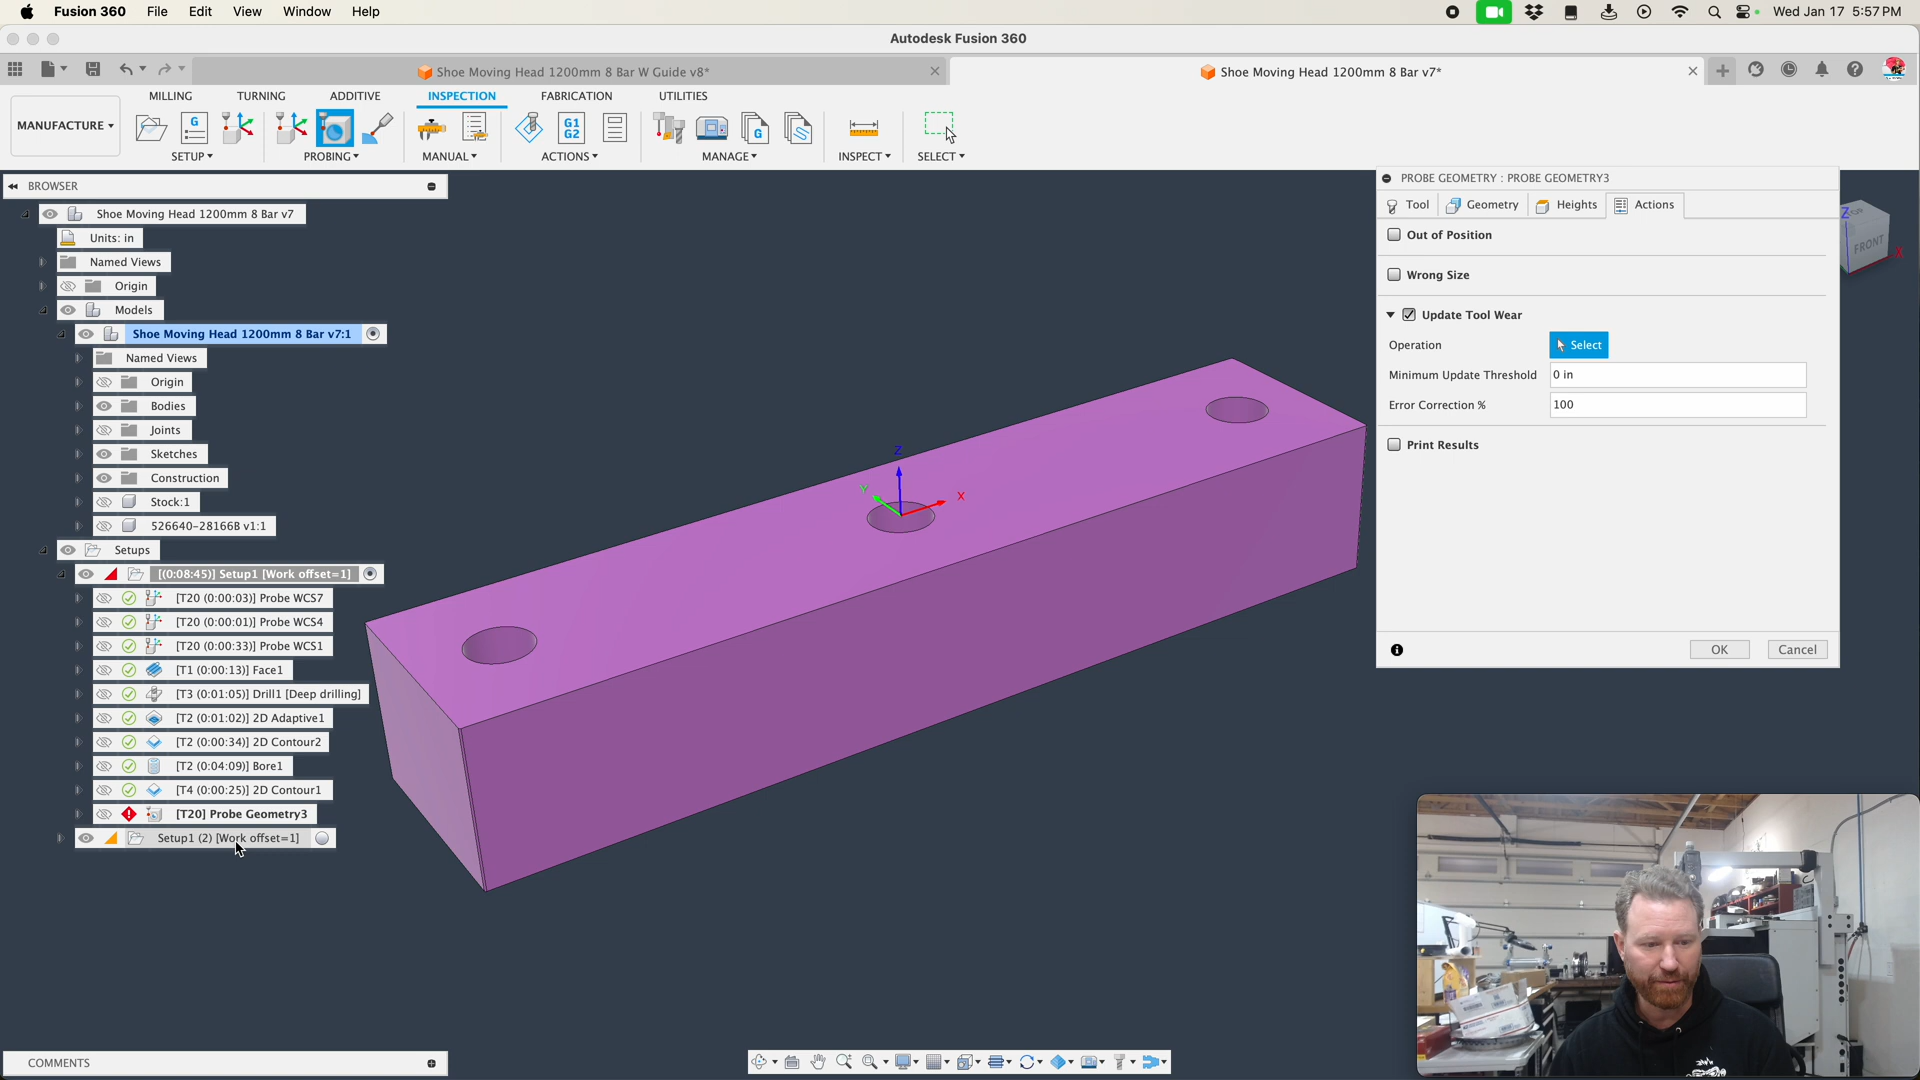 Fusion 360 File Edit View Window Help Wed Jan 17 5:57 PM
Autodesk Fusion 360
Shoe Moving Head 1200mm 8 Bar W Guide v8* Shoe Moving Head 1200mm 8 Bar v7*
MILLING TURNING ADDITIVE INSPECTION FABRICATION UTILITIES
MANUFACTURE
G G1 G2 G
SETUP PROBING MANUAL ACTIONS MANAGE INSPECT SELECT
BROWSER
Shoe Moving Head 1200mm 8 Bar v7
Units: in
Named Views
Origin
Models
Shoe Moving Head 1200mm 8 Bar v7:1
Named Views
Origin
Bodies
Joints
Sketches
Construction
Stock:1
526640-28166B v1:1
Setups
[(0:08:45)] Setup1 [Work offset=1]
[T20 (0:00:03)] Probe WCS7
[T20 (0:00:01)] Probe WCS4
[T20 (0:00:33)] Probe WCS1
[T1 (0:00:13)] Face1
[T3 (0:01:05)] Drill1 [Deep drilling]
[T2 (0:01:02)] 2D Adaptive1
[T2 (0:00:34)] 2D Contour2
[T2 (0:04:09)] Bore1
[T4 (0:00:25)] 2D Contour1
[T20] Probe Geometry3
Setup1 (2) [Work offset=1]
Z
Y
X
PROBE GEOMETRY : PROBE GEOMETRY3
Tool Geometry Heights Actions
Out of Position
Wrong Size
Update Tool Wear
Operation Select
Minimum Update Threshold 0 in
Error Correction % 100
Print Results
OK Cancel
Z
TOP
FRONT
X
COMMENTS